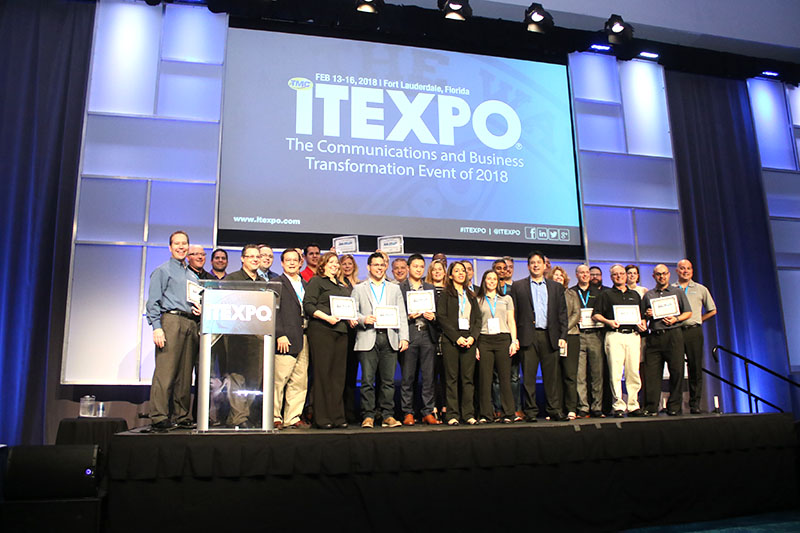 FEB 13-16, 2018 | Fort Lauderdale, Florida
TMC
ITEXPO®
The Communications and Business
Transformation Event of 2018
www.itexpo.com
#ITEXPO | @ITEXPO
ITEXPO